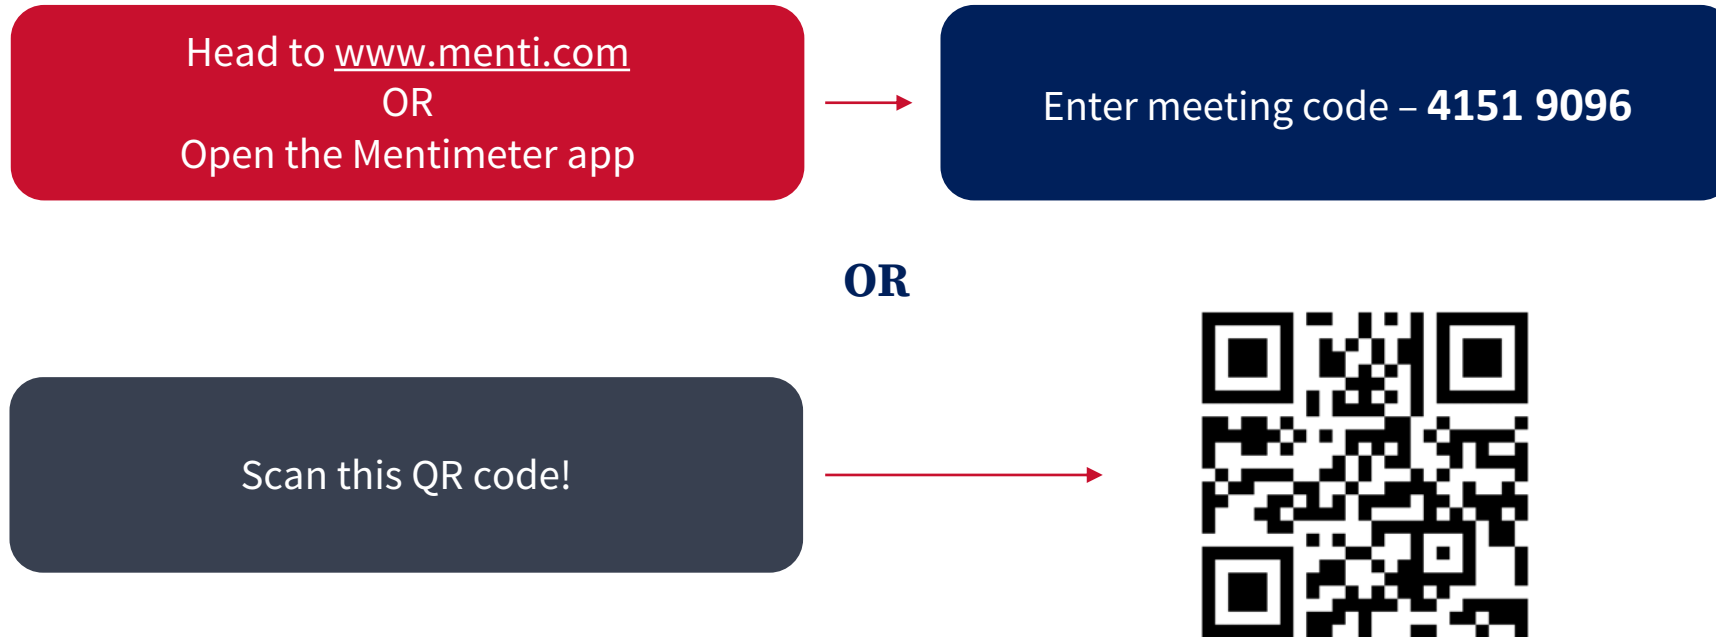 Head to www.menti.com
OR
Open the Mentimeter app
Enter meeting code – 4151 9096
OR
Scan this QR code!